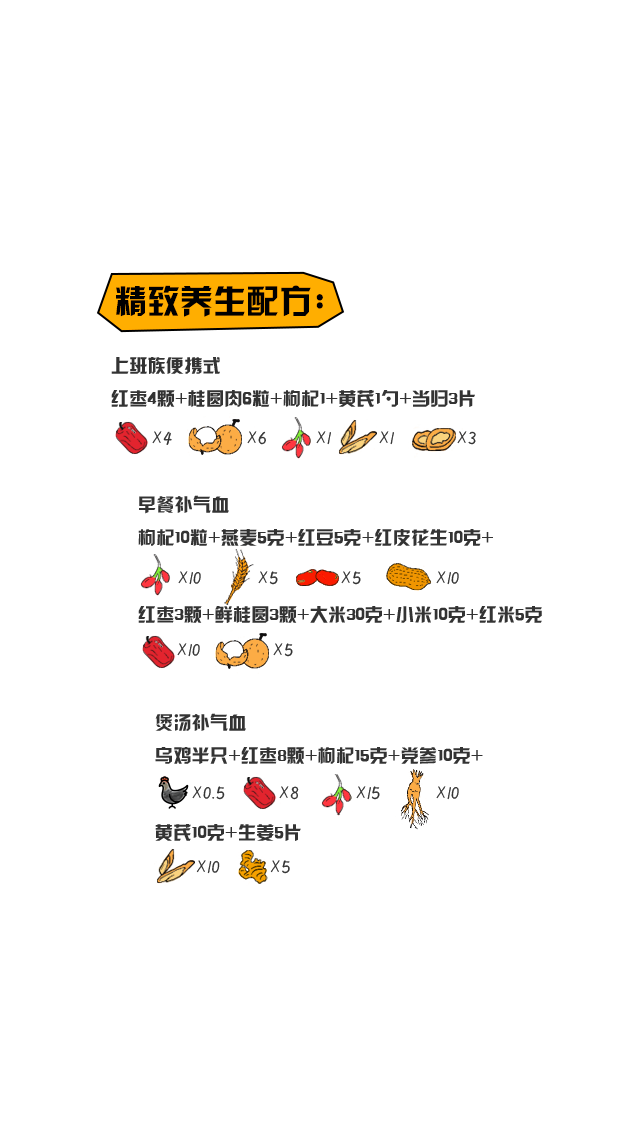 精致养生配方：
上班族便携式
红枣4颗+桂圆肉6粒+枸杞1+黄芪1勺+当归3片
X4 X6 X1 X1 X3
早餐补气血
枸杞10粒+燕麦5克+红豆5克+红皮花生10克+
X10 X5 X5 X10
红枣3颗+鲜桂圆3颗+大米30克+小米10克+红米5克
X10 X5
煲汤补气血
乌鸡半只+红枣8颗+枸杞15克+党参10克+
X0.5 X8 X15 X10
黄芪10克+生姜5片
X10 X5